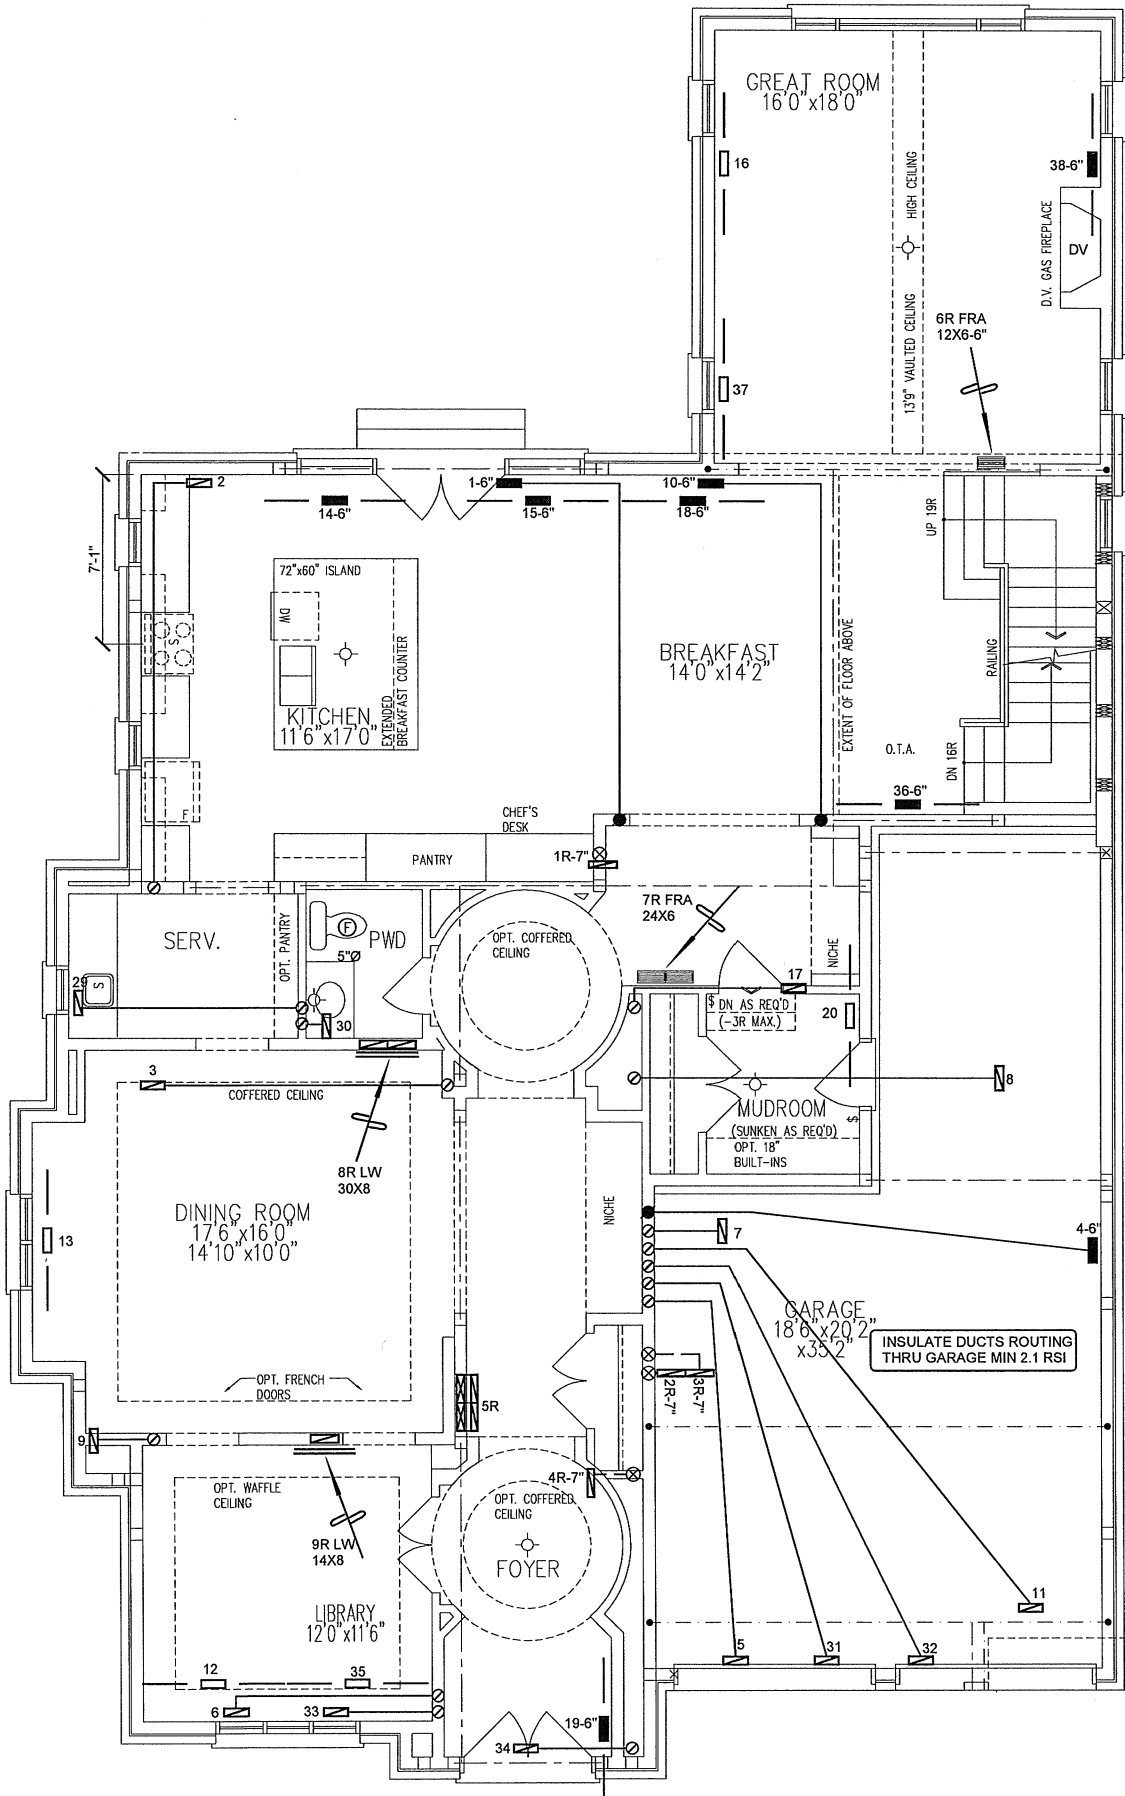 GREAT ROOM
16'0"x18'0"
16
38-6"
HIGH CEILING
13'9" VAULTED CEILING
D.V. GAS FIREPLACE
DV
6R FRA
12X6-6"
37
2
1-6"
10-6"
14-6"
15-6"
18-6"
7'-1"
UP 19R
72"x60" ISLAND
DW
S
KITCHEN
11'6"x17'0"
EXTENDED
BREAKFAST COUNTER
BREAKFAST
14'0"x14'2"
EXTENT OF FLOOR ABOVE
RAILING
O.T.A.
DN 16R
36-6"
F
CHEF'S
DESK
PANTRY
1R-7"
7R FRA
24X6
SERV.
OPT. PANTRY
F
PWD
5"
OPT. COFFERED
CEILING
NICHE
29
S
30
17
$ DN AS REQ'D
(-3R MAX.)
20
3
COFFERED CEILING
8
MUDROOM
(SUNKEN AS REQ'D)
$
OPT. 18"
BUILT-INS
8R LW
30X8
DINING ROOM
17'6"x16'0"
14'10"x10'0"
NICHE
13
7
4-6"
GARAGE
18'6"x20'2"
x35'2"
INSULATE DUCTS ROUTING
THRU GARAGE MIN 2.1 RSI
OPT. FRENCH
DOORS
5R
2R-7"
3R-7"
9
OPT. WAFFLE
CEILING
4R-7"
OPT. COFFERED
CEILING
9R LW
14X8
FOYER
LIBRARY
12'0"x11'6"
11
12
35
5
31
32
6
33
34
19-6"